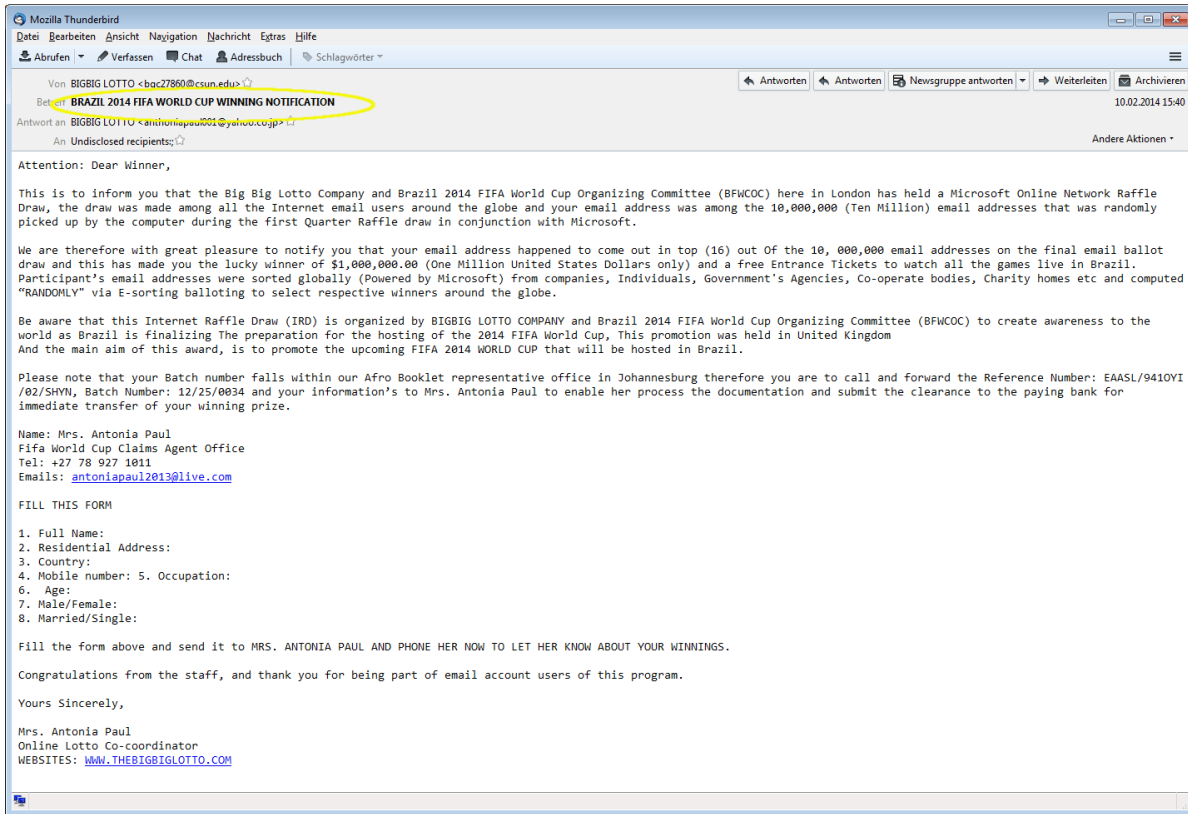 Mozilla Thunderbird
Datei Bearbeiten Ansicht Navigation Nachricht Extras Hilfe
Abrufen Verfassen Chat Adressbuch Schlagwörter
Von BIGBIG LOTTO <bqc27860@csun.edu> Antworten Antworten Newsgruppe antworten Weiterleiten Archivieren
Betreff BRAZIL 2014 FIFA WORLD CUP WINNING NOTIFICATION 10.02.2014 15:40
Antwort an BIGBIG LOTTO <anthoniapaul001@yahoo.co.jp>
An Undisclosed recipients:; Andere Aktionen
Attention: Dear Winner,
This is to inform you that the Big Big Lotto Company and Brazil 2014 FIFA World Cup Organizing Committee (BFWCOC) here in London has held a Microsoft Online Network Raffle
Draw, the draw was made among all the Internet email users around the globe and your email address was among the 10,000,000 (Ten Million) email addresses that was randomly
picked up by the computer during the first Quarter Raffle draw in conjunction with Microsoft.
We are therefore with great pleasure to notify you that your email address happened to come out in top (16) out Of the 10, 000,000 email addresses on the final email ballot
draw and this has made you the lucky winner of $1,000,000.00 (One Million United States Dollars only) and a free Entrance Tickets to watch all the games live in Brazil.
Participant’s email addresses were sorted globally (Powered by Microsoft) from companies, Individuals, Government's Agencies, Co-operate bodies, Charity homes etc and computed
“RANDOMLY" via E-sorting balloting to select respective winners around the globe.
Be aware that this Internet Raffle Draw (IRD) is organized by BIGBIG LOTTO COMPANY and Brazil 2014 FIFA World Cup Organizing Committee (BFWCOC) to create awareness to the
world as Brazil is finalizing The preparation for the hosting of the 2014 FIFA World Cup, This promotion was held in United Kingdom
And the main aim of this award, is to promote the upcoming FIFA 2014 WORLD CUP that will be hosted in Brazil.
Please note that your Batch number falls within our Afro Booklet representative office in Johannesburg therefore you are to call and forward the Reference Number: EAASL/941OYI
/02/SHYN, Batch Number: 12/25/0034 and your information’s to Mrs. Antonia Paul to enable her process the documentation and submit the clearance to the paying bank for
immediate transfer of your winning prize.
Name: Mrs. Antonia Paul
Fifa World Cup Claims Agent Office
Tel: +27 78 927 1011
Emails: antoniapaul2013@live.com
FILL THIS FORM
1. Full Name:
2. Residential Address:
3. Country:
4. Mobile number: 5. Occupation:
6.  Age:
7. Male/Female:
8. Married/Single:
Fill the form above and send it to MRS. ANTONIA PAUL AND PHONE HER NOW TO LET HER KNOW ABOUT YOUR WINNINGS.
Congratulations from the staff, and thank you for being part of email account users of this program.
Yours Sincerely,
Mrs. Antonia Paul
Online Lotto Co-coordinator
WEBSITES: WWW.THEBIGBIGLOTTO.COM